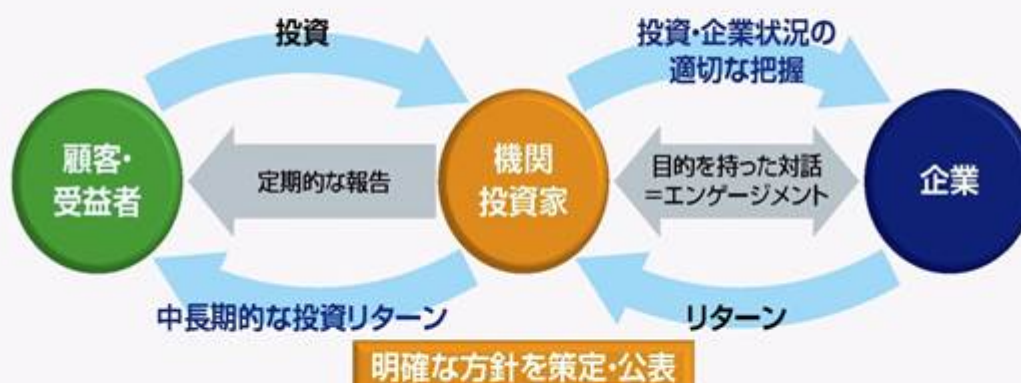 投資
投資・企業状況の
適切な把握
顧客・
受益者
定期的な報告
機関
投資家
目的を持った対話
=エンゲージメント
企業
中長期的な投資リターン
リターン
明確な方針を策定・公表